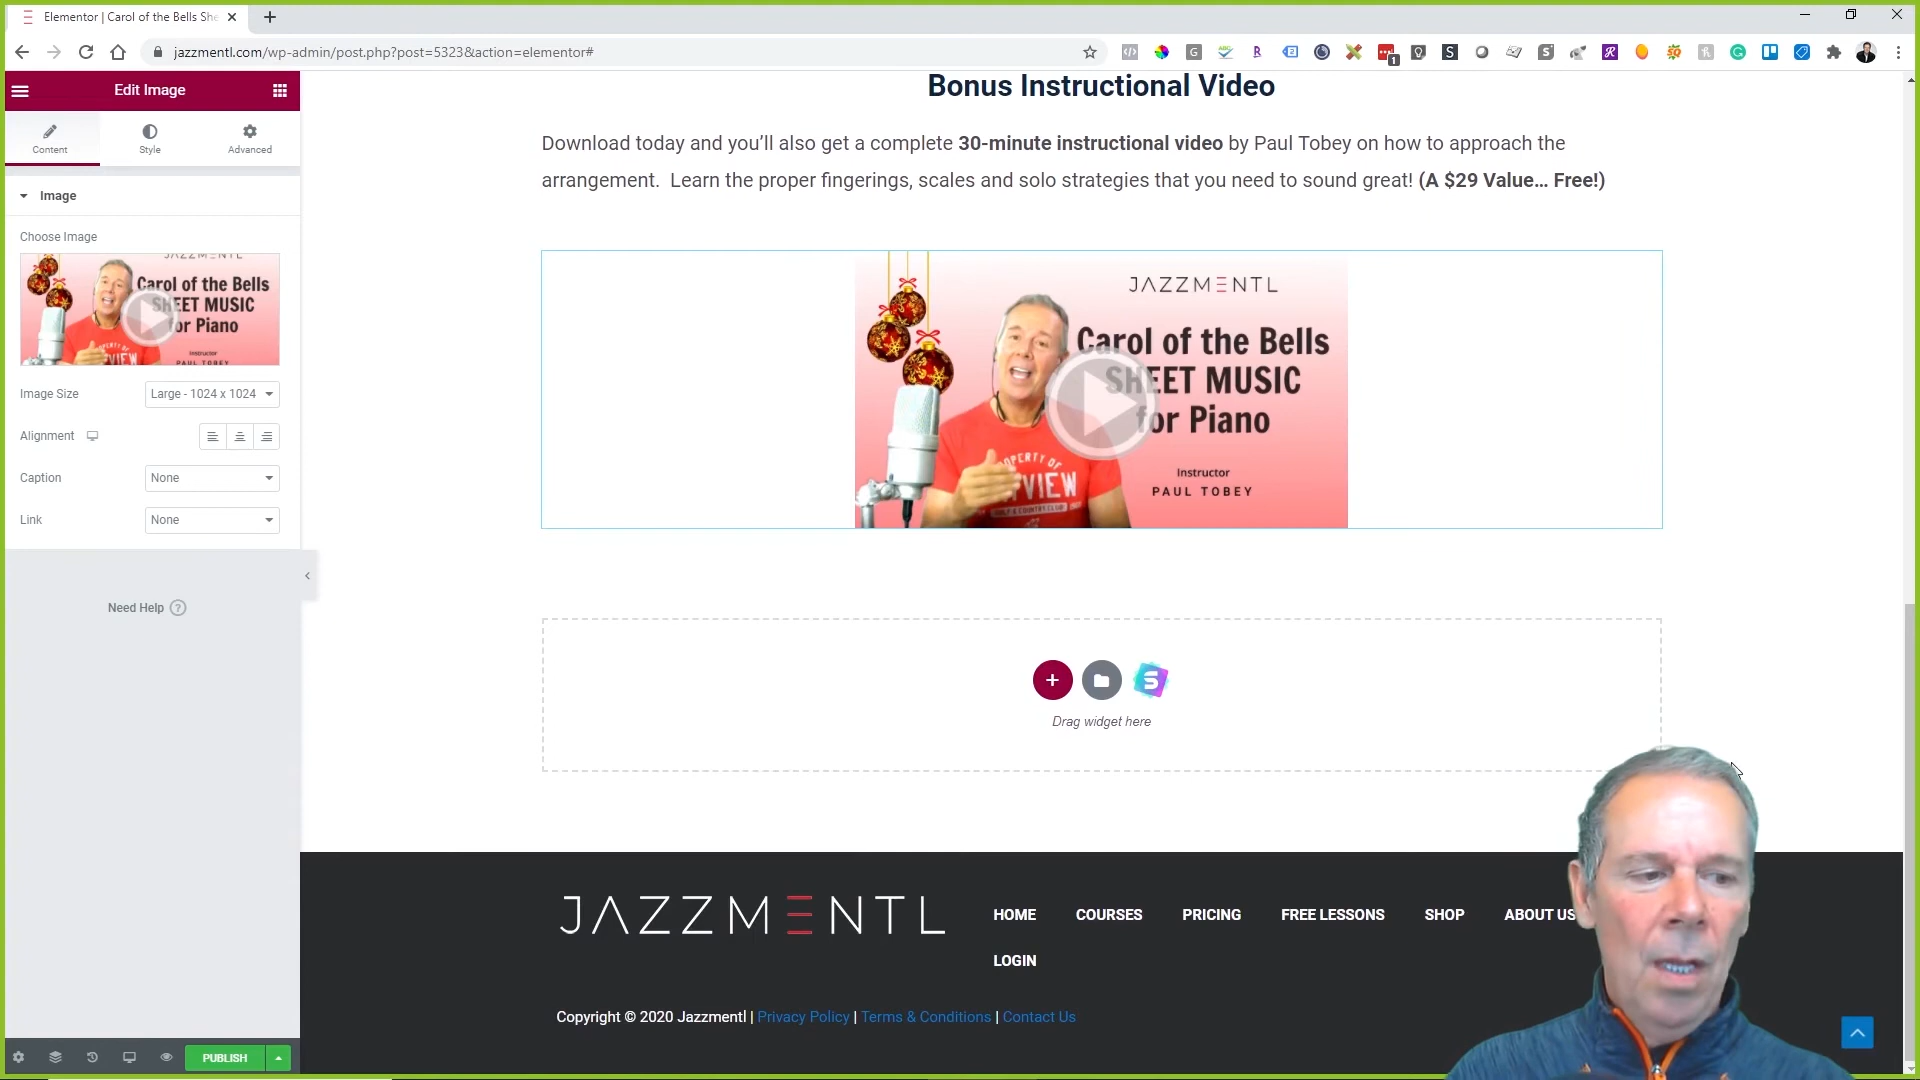 Elementor | Carol of the Bells She
jazzmentl.com/wp-admin/post.php?post=5323&action=elementor#
Edit Image
Content
Style
Advanced
Image
Choose Image
JAZZMENTL
Carol of the Bells
SHEET MUSIC
for Piano
Instructor
PAUL TOBEY
Image Size
Large - 1024 x 1024
Alignment
Caption
None
Link
None
Need Help ?
PUBLISH
Bonus Instructional Video
Download today and you’ll also get a complete 30-minute instructional video by Paul Tobey on how to approach the
arrangement. Learn the proper fingerings, scales and solo strategies that you need to sound great! (A $29 Value... Free!)
JAZZMENTL
Carol of the Bells
SHEET MUSIC
for Piano
Instructor
PAUL TOBEY
Drag widget here
JAZZMENTL
HOME
COURSES
PRICING
FREE LESSONS
SHOP
ABOUT US
LOGIN
Copyright © 2020 Jazzmentl | Privacy Policy | Terms & Conditions | Contact Us